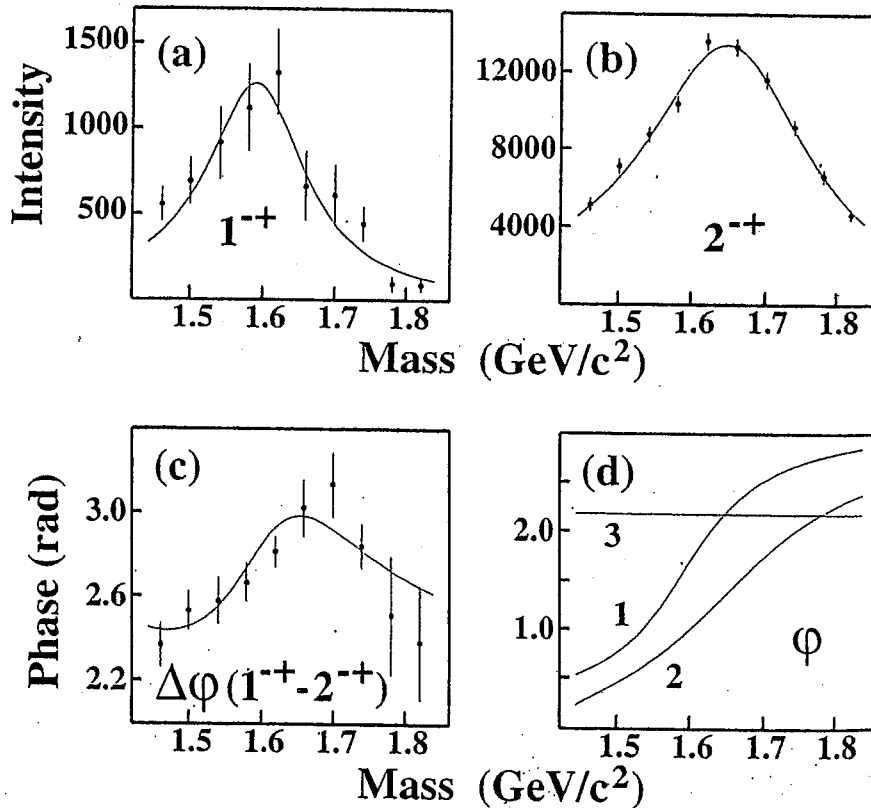 (a)
1500
1000
500
Intensity
1⁻⁺
1.5 1.6 1.7 1.8
(b)
12000
8000
4000
2⁻⁺
1.5 1.6 1.7 1.8
Mass (GeV/c²)
(c)
3.0
2.6
2.2
Phase (rad)
Δφ(1⁻⁺-2⁻⁺)
1.5 1.6 1.7 1.8
(d)
2.0
1.0
3
1
2
φ
1.5 1.6 1.7 1.8
Mass (GeV/c²)